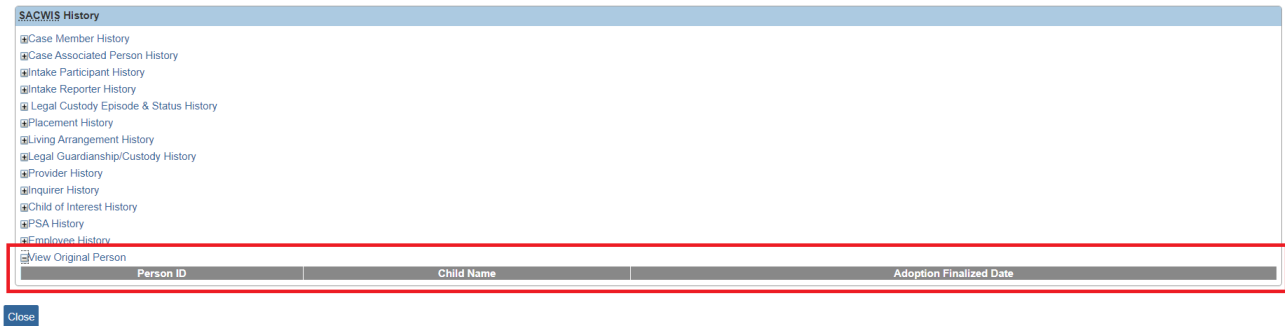 SACWIS History
Case Member History
Case Associated Person History
Intake Participant History
Intake Reporter History
Legal Custody Episode & Status History
Placement History
Living Arrangement History
Legal Guardianship/Custody History
Provider History
Inquirer History
Child of Interest History
PSA History
Employee History
View Original Person
Person ID Child Name Adoption Finalized Date
Close